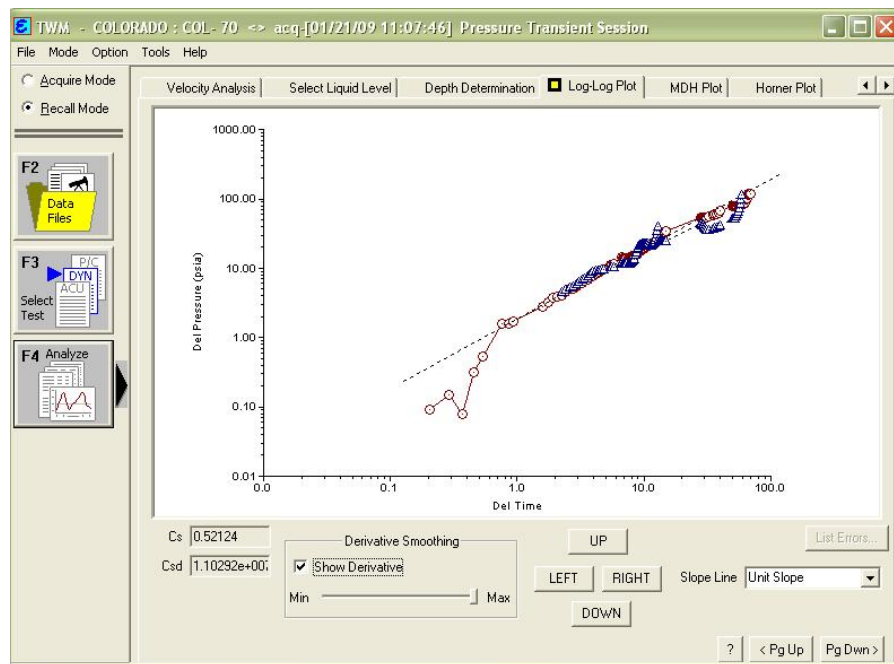 TWM - COLORADO : COL- 70 <> acq-[01/21/09 11:07:46] Pressure Transient Session
File Mode Option Tools Help
Acquire Mode
Recall Mode
Velocity Analysis
Select Liquid Level
Depth Determination
Log-Log Plot
MDH Plot
Horner Plot
F2
Data
Files
F3
P/C
DYN
ACU
Select
Test
F4 Analyze
1000.00
100.00
10.00
1.00
0.10
0.01
Del Pressure (psia)
0.0
0.1
1.0
10.0
100.0
Del Time
Cs 0.52124
Csd 1.10292e+007
Derivative Smoothing
Show Derivative
Min
Max
UP
LEFT
RIGHT
DOWN
List Errors...
Slope Line Unit Slope
?
< Pg Up
Pg Dwn >